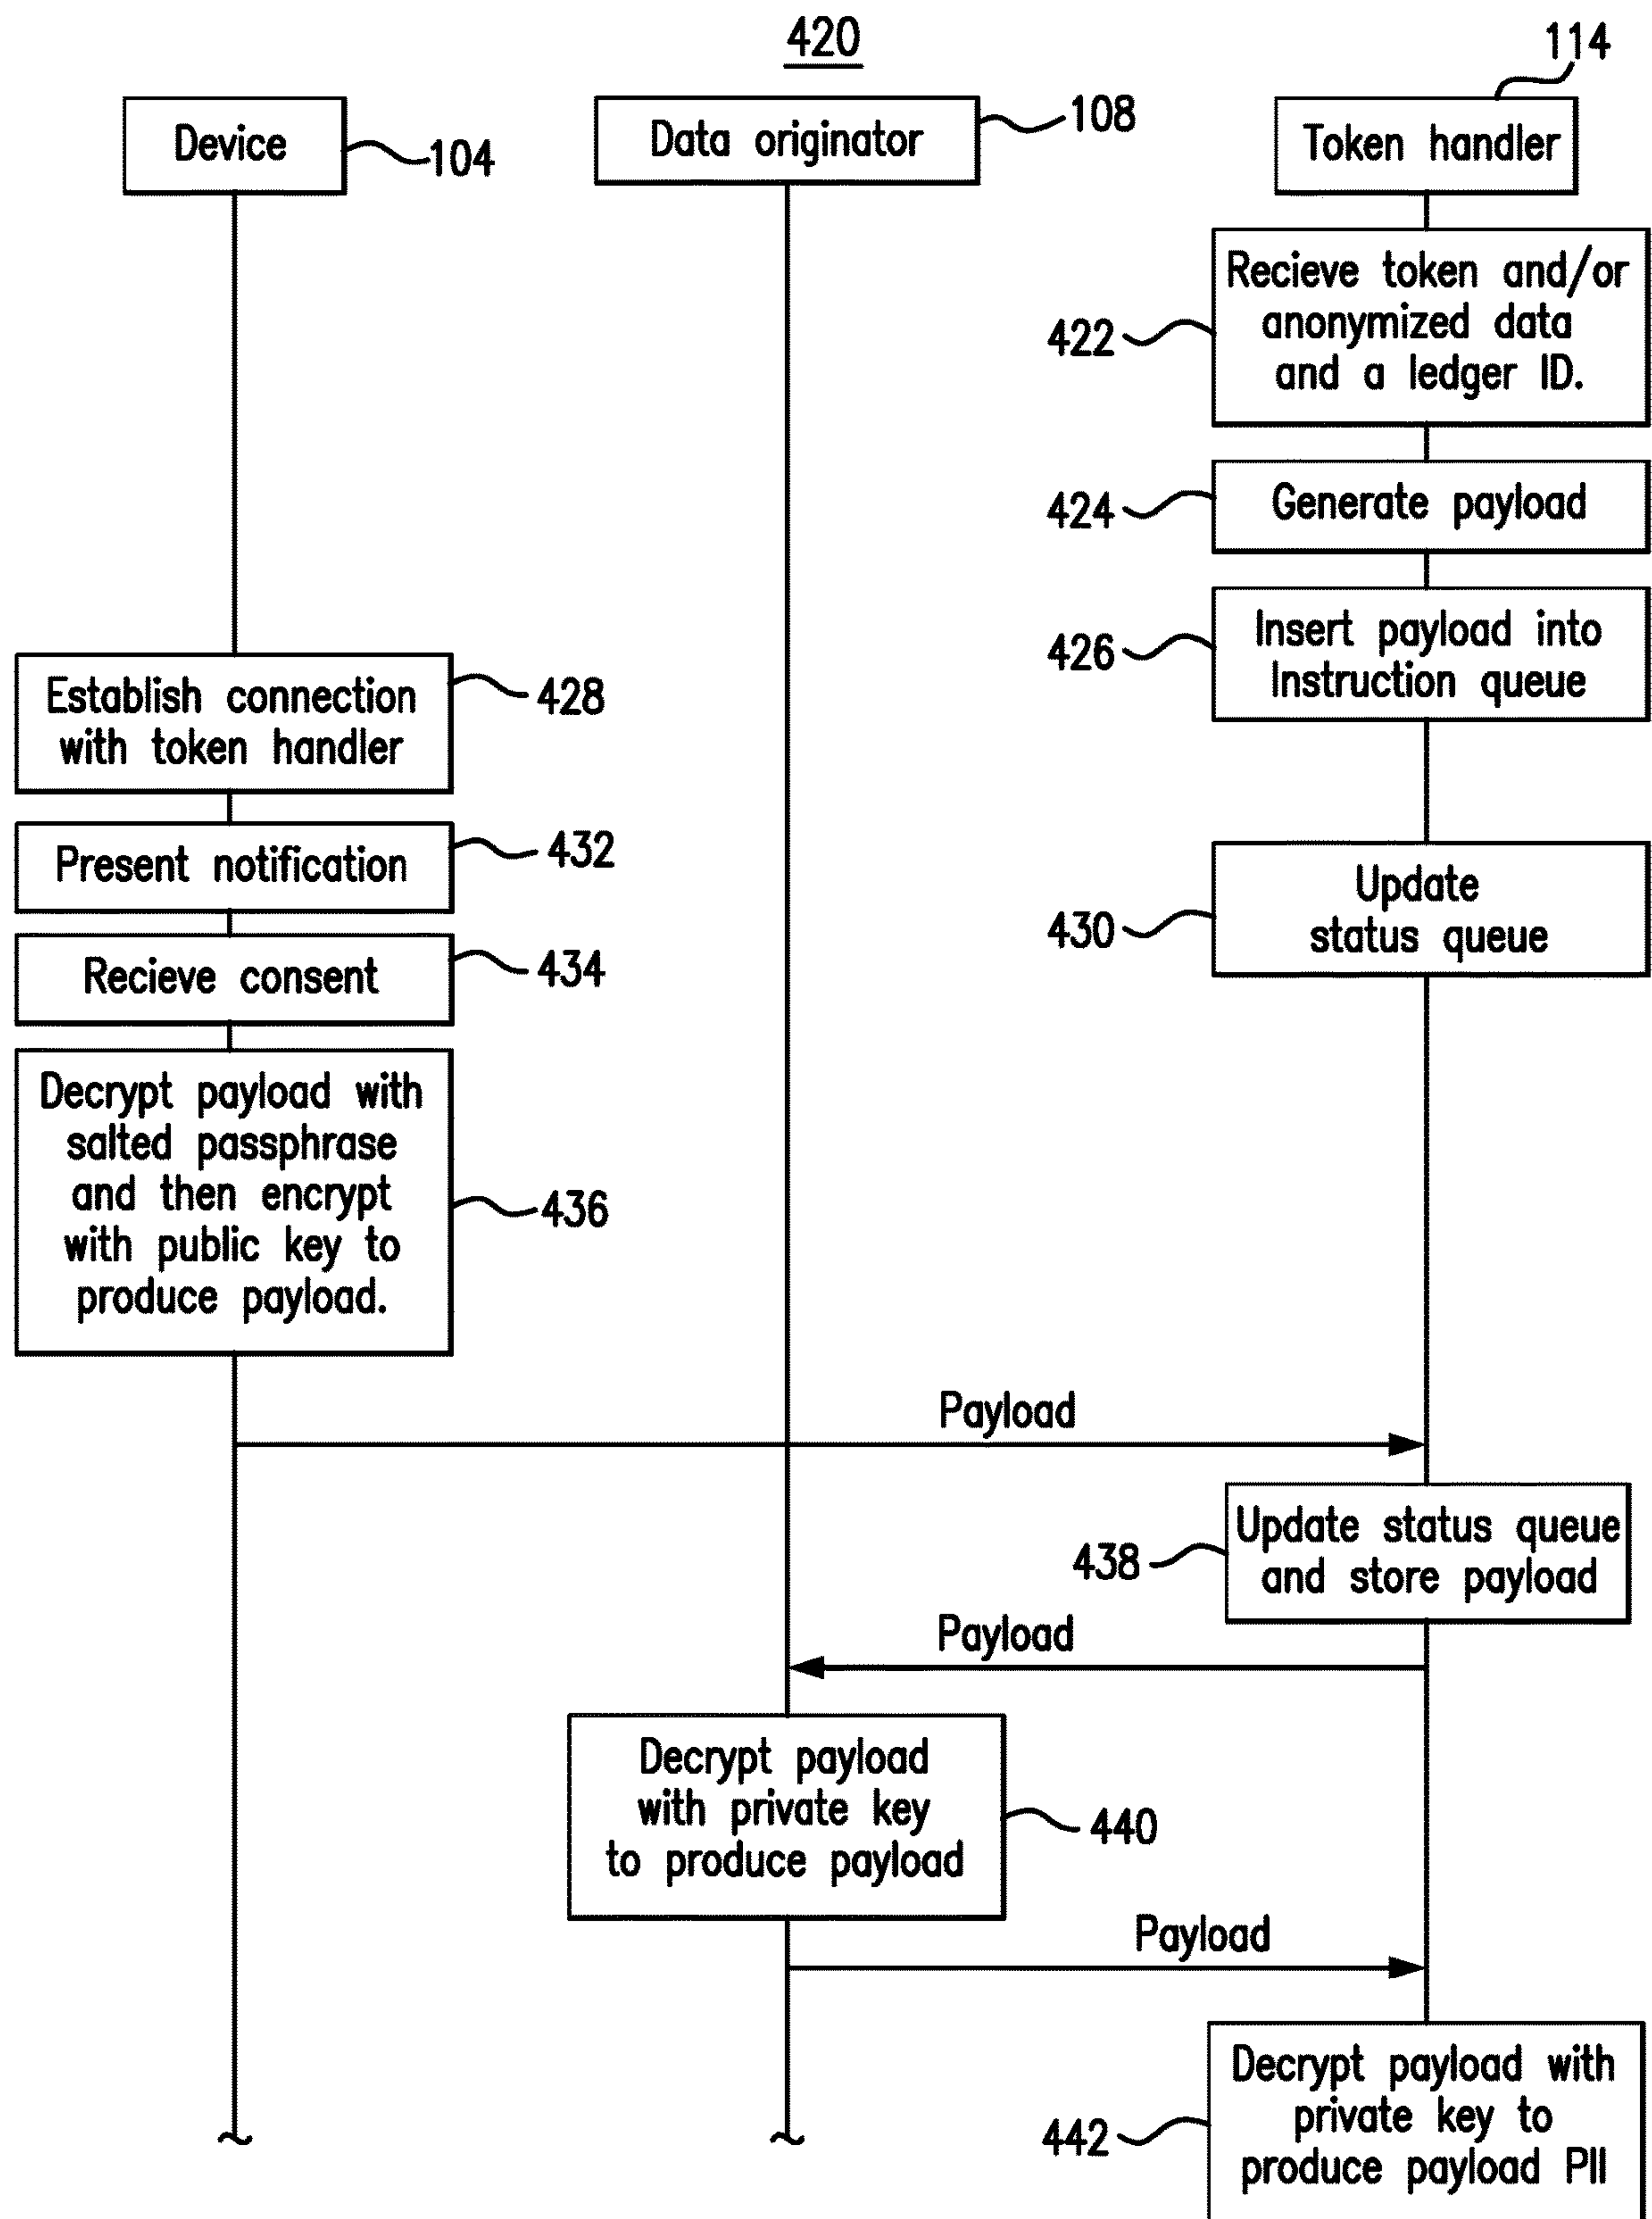 420
114
Device
104
Data originator
108
Token handler
Recieve token and/or
anonymized data
and a ledger ID.
422
Generate payload
424
Insert payload into
Instruction queue
426
Establish connection
with token handler
428
Present notification
432
Update
status queue
430
Recieve consent
434
Decrypt payload with
salted passphrase
and then encrypt
with public key to
produce payload.
436
Payload
Update status queue
and store payload
438
Payload
Decrypt payload
with private key
to produce payload
440
Payload
Decrypt payload with
private key to
produce payload PII
442